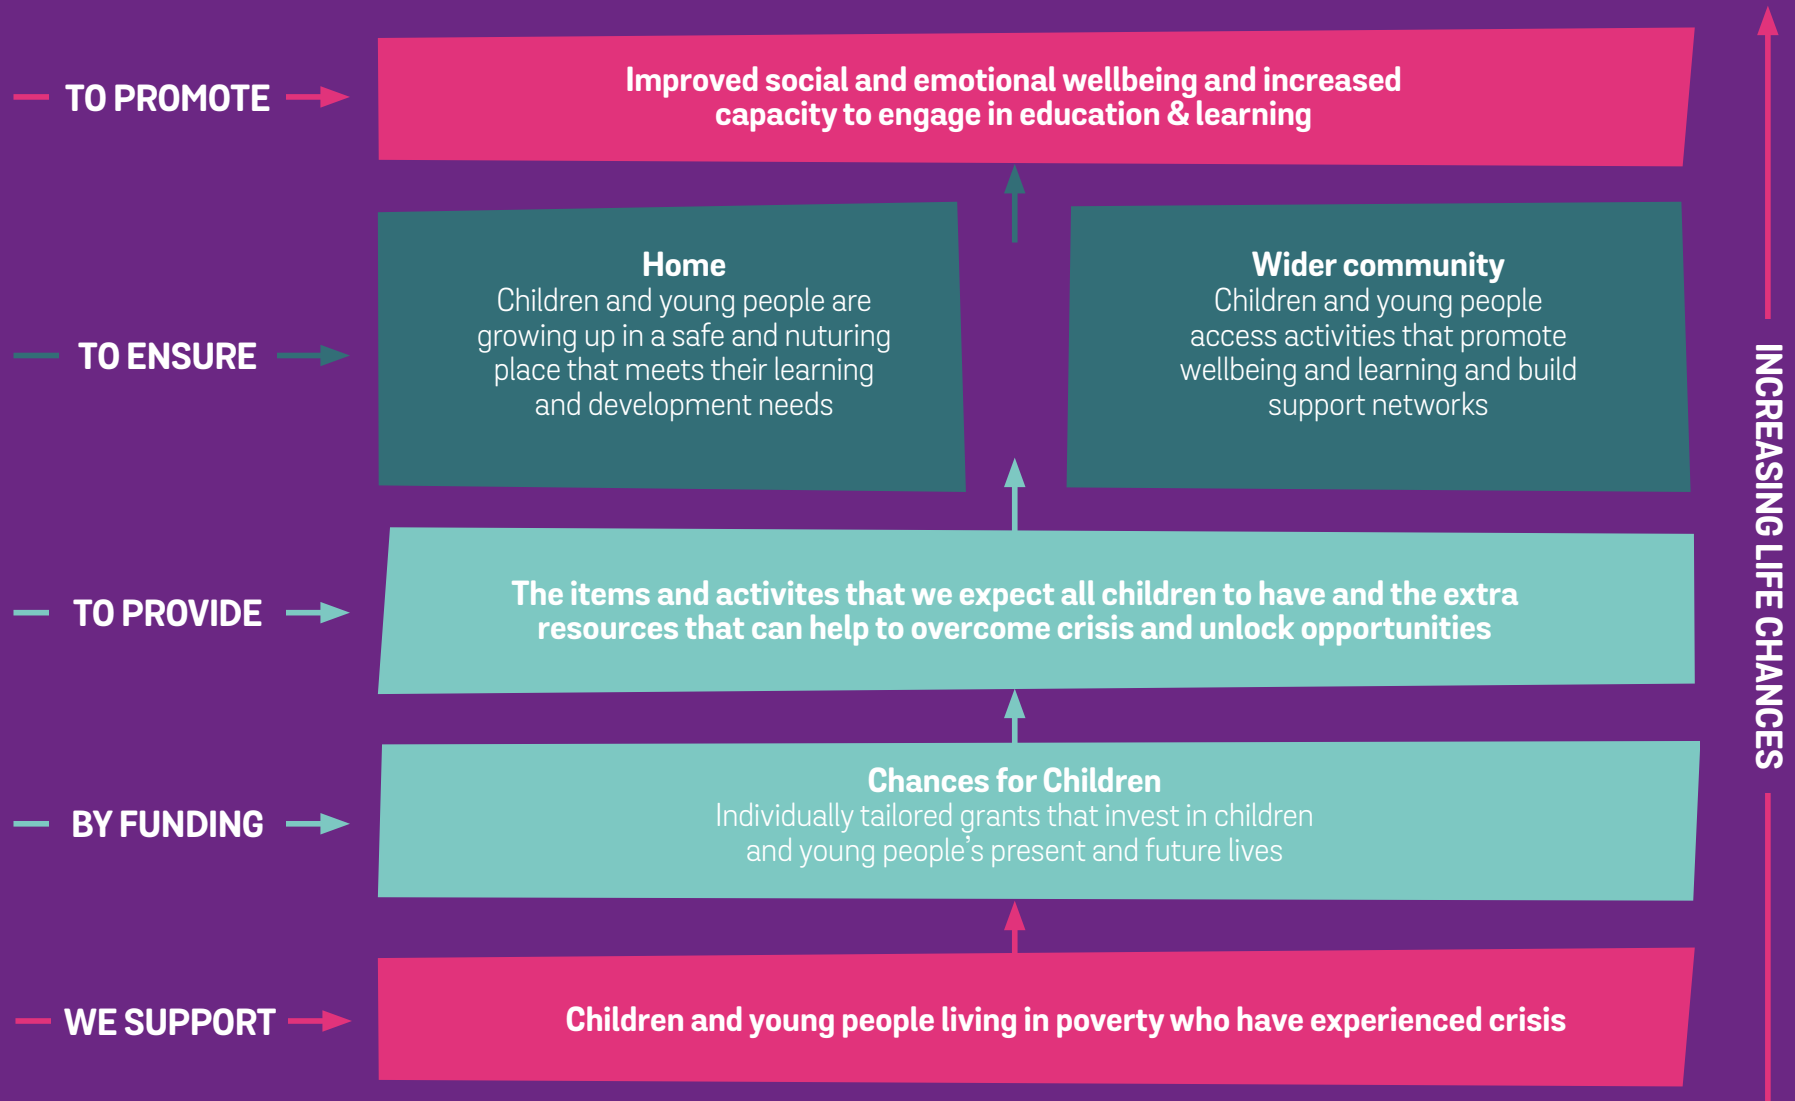 TO PROMOTE
Improved social and emotional wellbeing and increased
capacity to engage in education & learning
TO ENSURE
Home
Children and young people are
growing up in a safe and nuturing
place that meets their learning
and development needs
Wider community
Children and young people
access activities that promote
wellbeing and learning and build
support networks
TO PROVIDE
The items and activites that we expect all children to have and the extra
resources that can help to overcome crisis and unlock opportunities
BY FUNDING
Chances for Children
Individually tailored grants that invest in children
and young people's present and future lives
WE SUPPORT
Children and young people living in poverty who have experienced crisis
INCREASING LIFE CHANCES